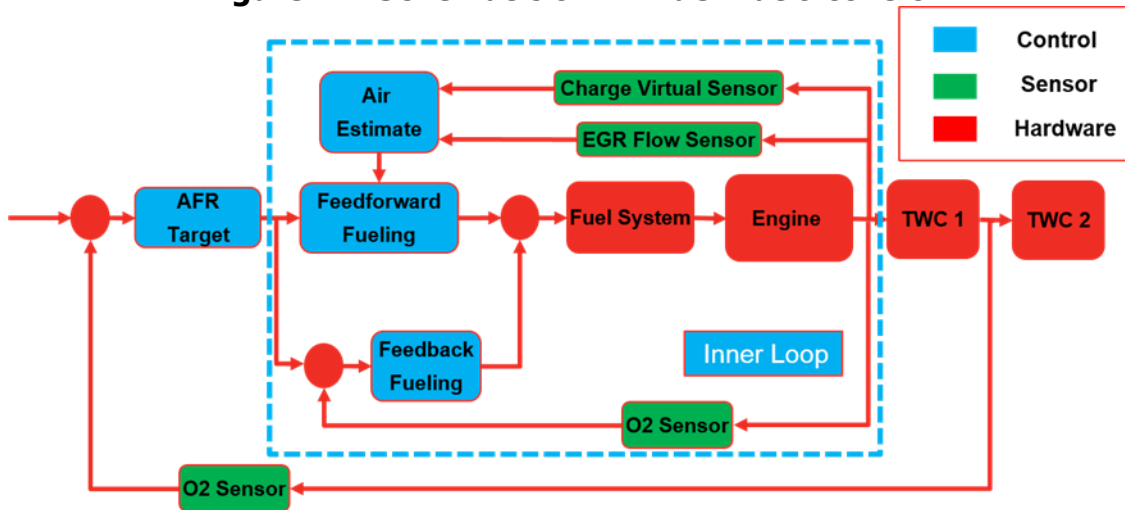 Control
Sensor
Hardware
Charge Virtual Sensor
Air
Estimate
EGR Flow Sensor
AFR
Target
Feedforward
Fueling
Fuel System
Engine
TWC 1
TWC 2
Feedback
Fueling
Inner Loop
O2 Sensor
O2 Sensor